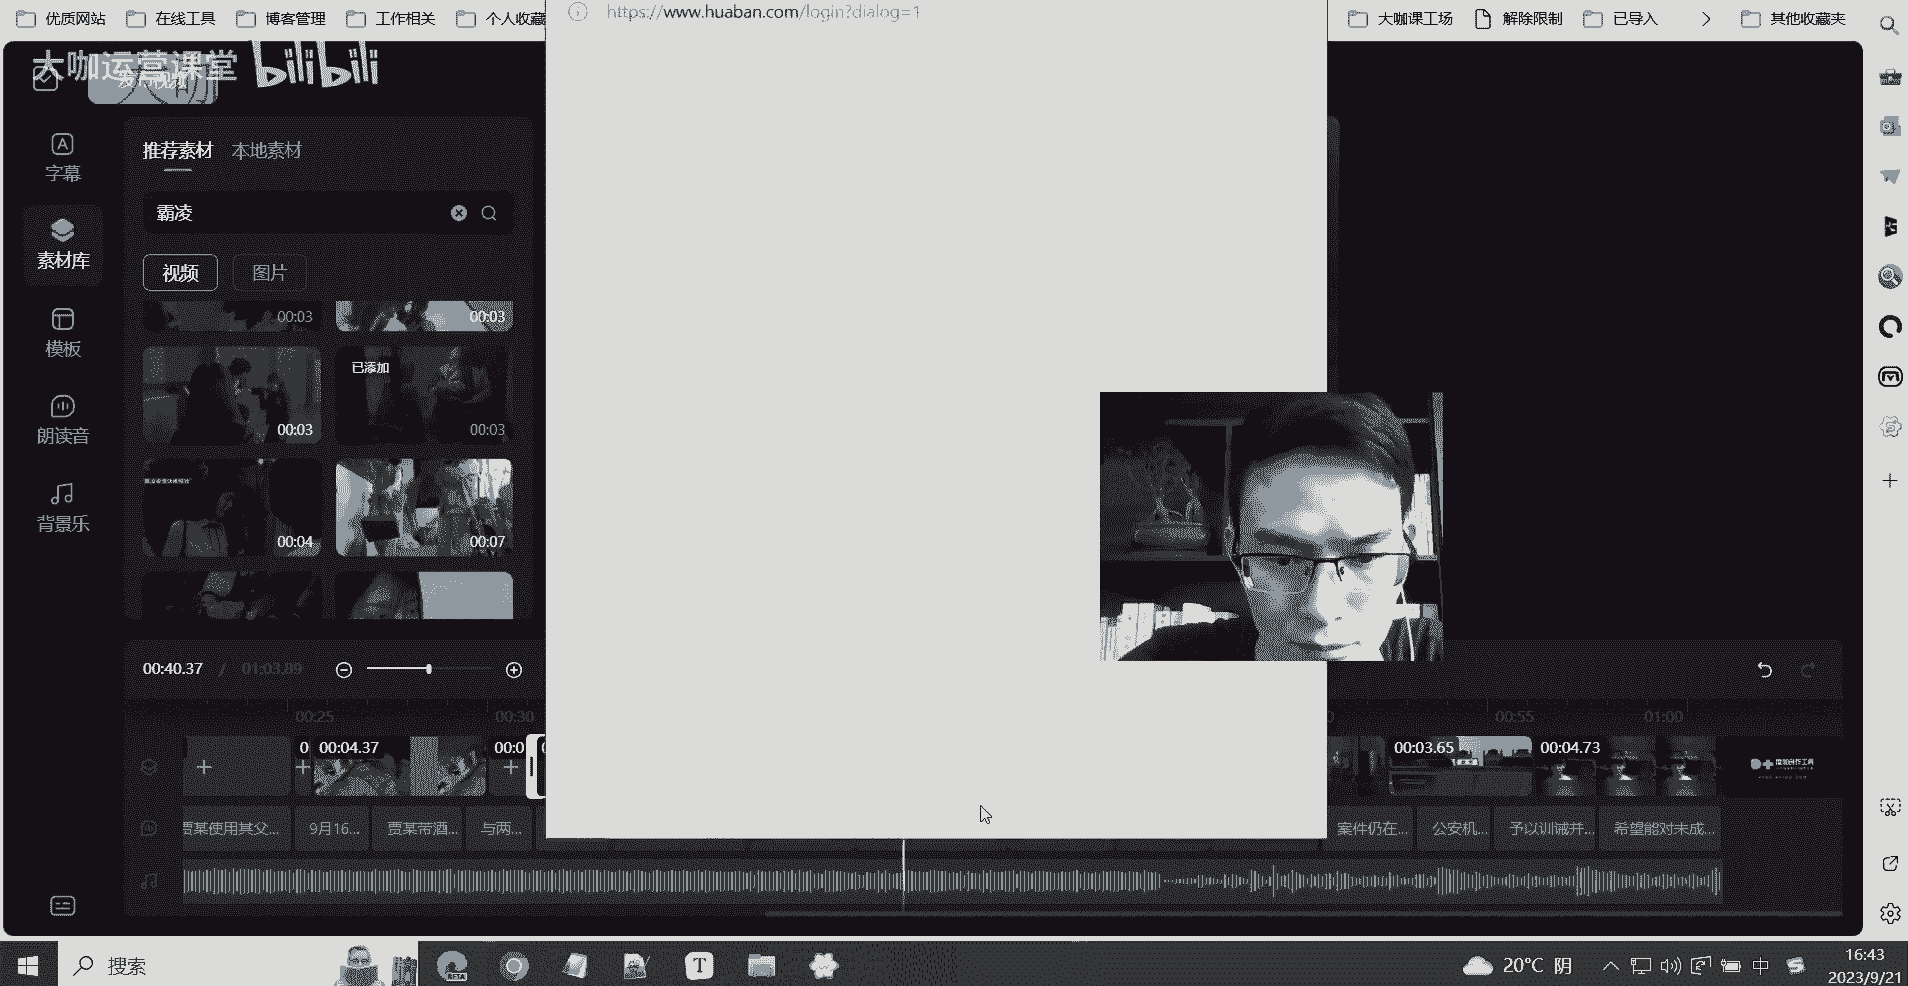 优质网站
在线工具
博客管理
工作相关
个人收藏
https://www.huaban.com/login?dialog=1
大咖课工场
解除限制
已导入
其他收藏夹
大咖运营课堂
bilibili
字幕
素材库
模板
朗读音
背景乐
推荐素材 本地素材
霸凌
视频 图片
00:03 00:03
已添加
00:03 00:03
00:04 00:07
00:40.37 / 01:03.89
00:25 00:30 00:55 01:00
00:04.37
00:03.65 00:04.73
贾某使用其父... 9月16... 贾某带酒... 与两...
案件仍在... 公安机... 予以训诫并... 希望能对未成...
搜索
BETA
T
20°C 阴
中
16:43
2023/9/21